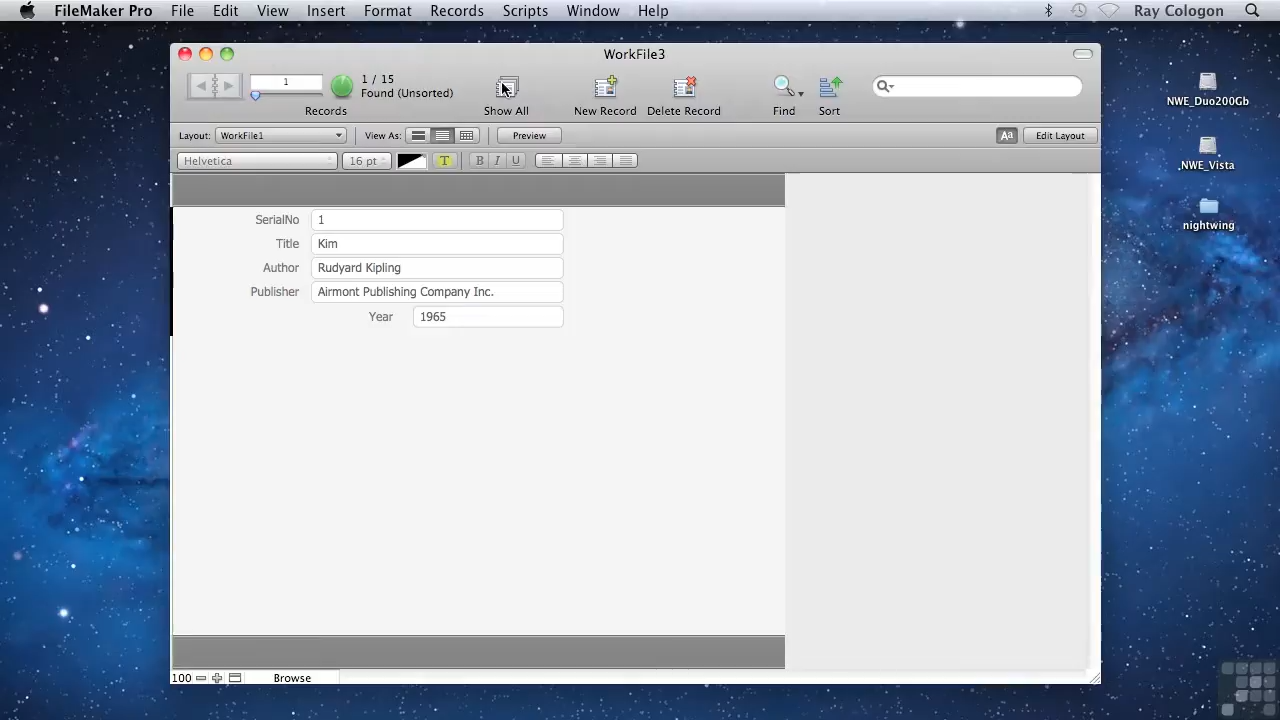 FileMaker Pro File Edit View Insert Format Records Scripts Window Help Ray Cologon
WorkFile3
1
1 / 15
Found (Unsorted)
Records Show All New Record Delete Record Find Sort
Layout: WorkFile1 View As: Preview Aa Edit Layout
Helvetica 16 pt T B I U
SerialNo 1
Title Kim
Author Rudyard Kipling
Publisher Airmont Publishing Company Inc.
Year 1965
100 Browse
NWE_Duo200Gb
NWE_Vista
nightwing